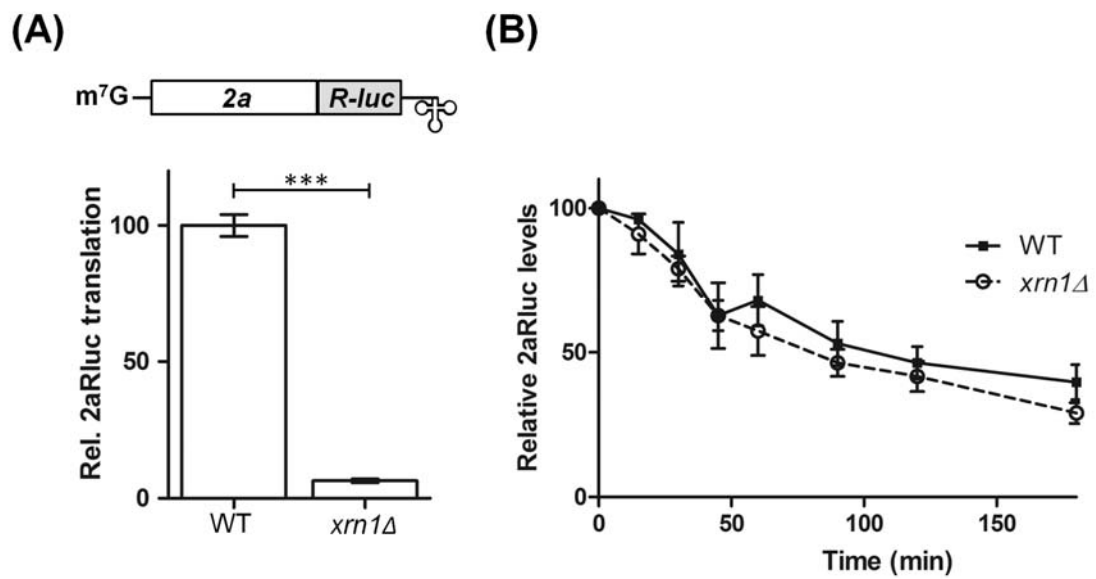 (A)
m⁷G
2a
R-luc
Rel. 2aRluc translation
100
50
0
***
WT
xrn1Δ
(B)
Relative 2aRluc levels
100
50
0
WT
xrn1Δ
0
50
100
150
Time (min)